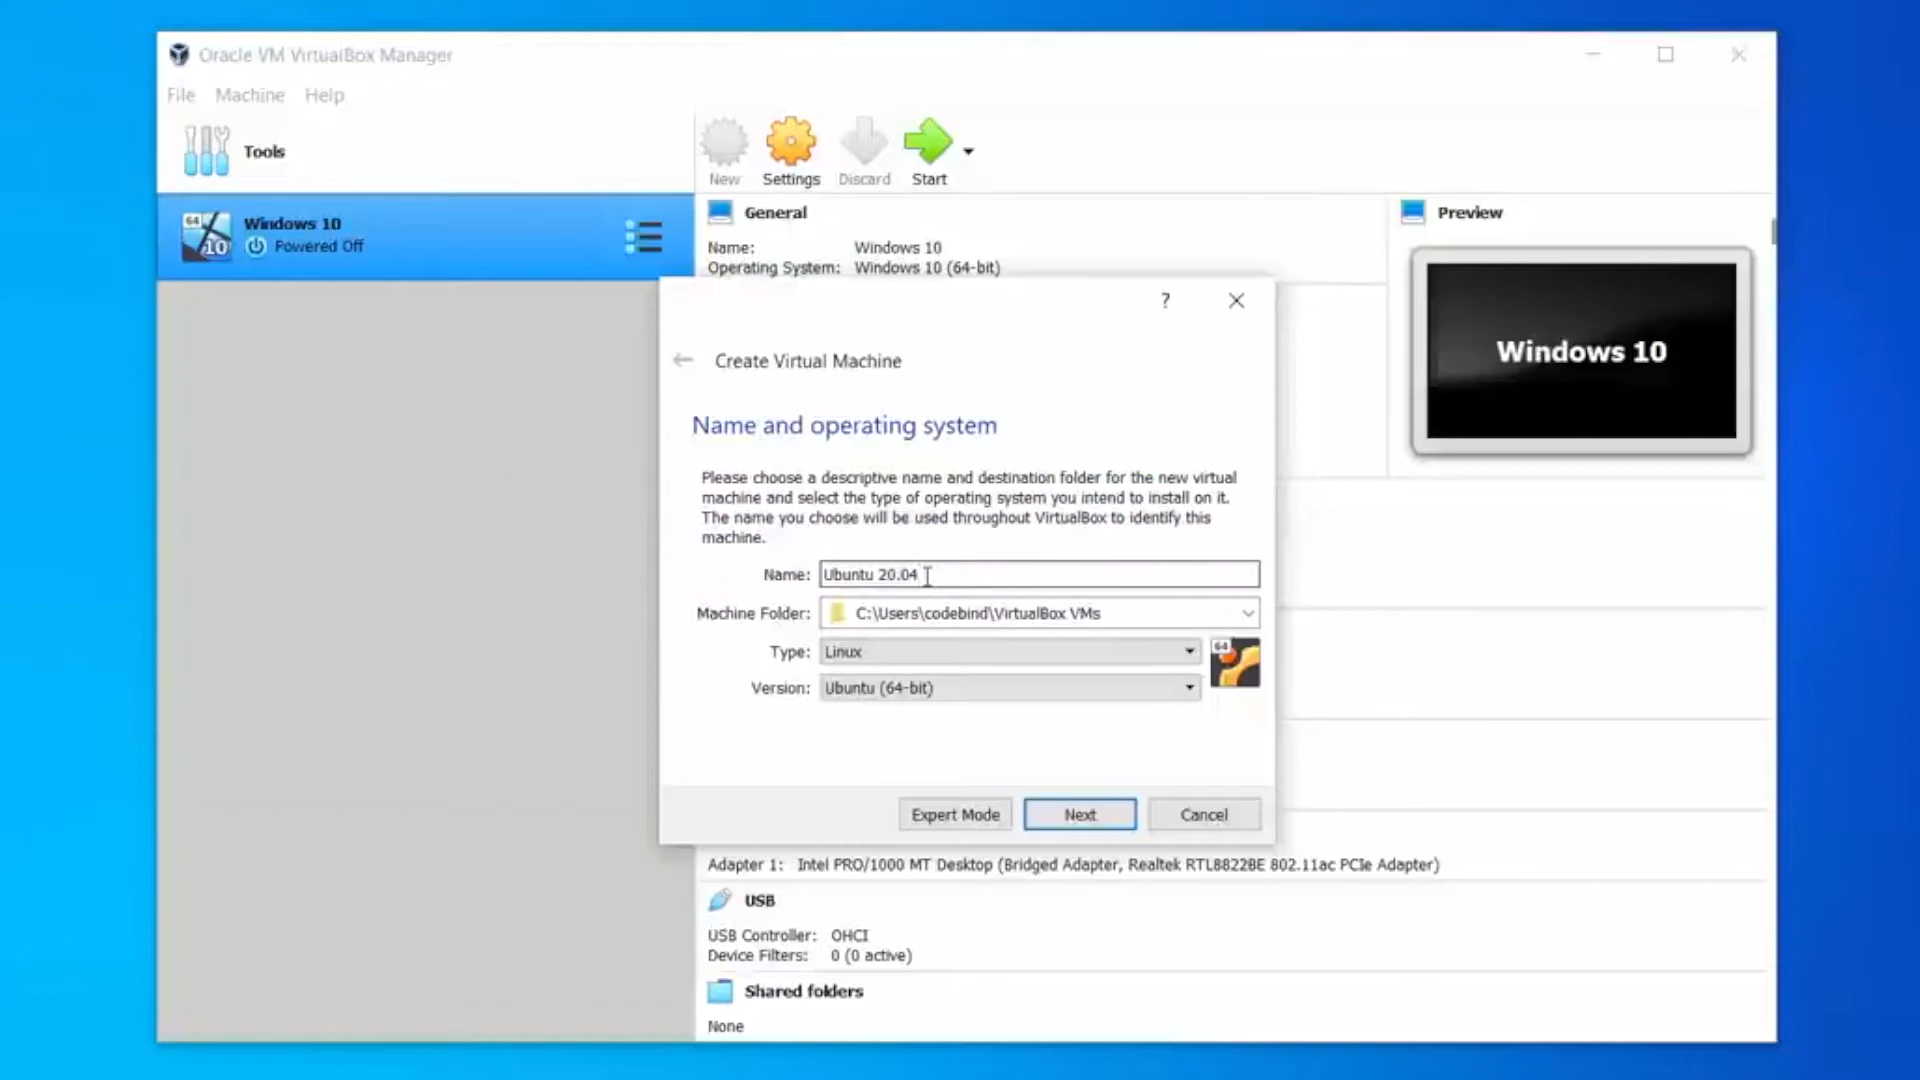 Oracle VM VirtualBox Manager
File Machine Help
Tools
New Settings Discard Start
64 10 Windows 10
Powered Off
General
Name: Windows 10
Operating System: Windows 10 (64-bit)
Preview
Windows 10
?
Create Virtual Machine
Name and operating system
Please choose a descriptive name and destination folder for the new virtual
machine and select the type of operating system you intend to install on it.
The name you choose will be used throughout VirtualBox to identify this
machine.
Name: Ubuntu 20.04
Machine Folder: C:\Users\codebind\VirtualBox VMs
Type: Linux
64
Version: Ubuntu (64-bit)
Expert Mode Next Cancel
Adapter 1: Intel PRO/1000 MT Desktop (Bridged Adapter, Realtek RTL8822BE 802.11ac PCIe Adapter)
USB
USB Controller: OHCI
Device Filters: 0 (0 active)
Shared folders
None